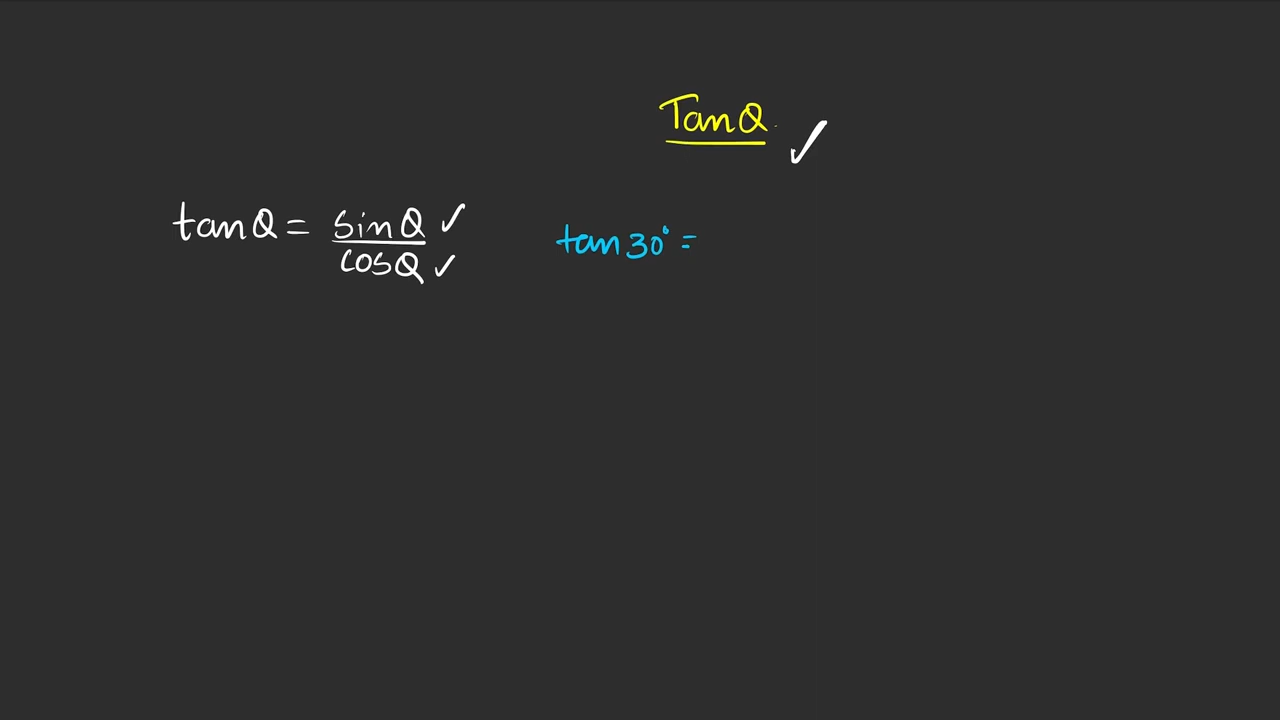 TanQ
tanQ = sinQ / cosQ
tan 30° =